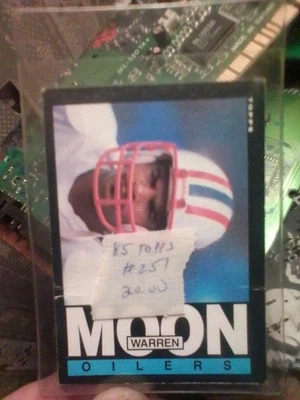 85 TOPPS
#251
20.00
MOON
WARREN
OILERS